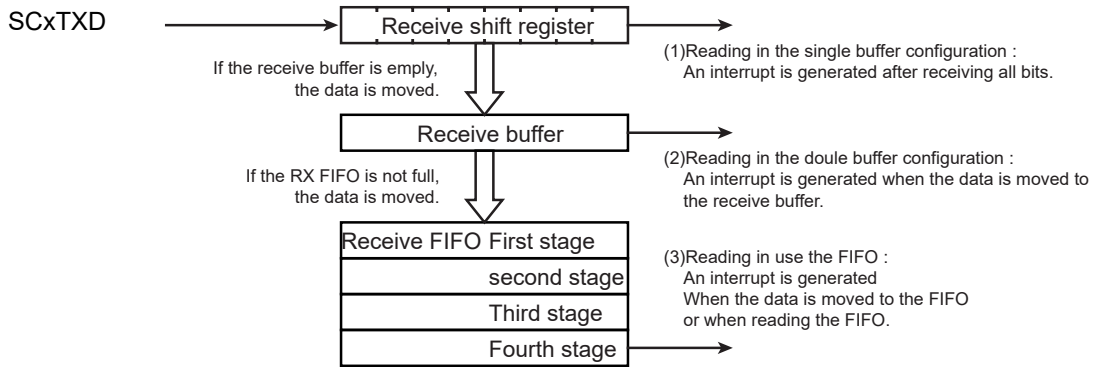 SCxTXD
Receive shift register
(1)Reading in the single buffer configuration :
An interrupt is generated after receiving all bits.
If the receive buffer is emply,
the data is moved.
Receive buffer
(2)Reading in the doule buffer configuration :
An interrupt is generated when the data is moved to
the receive buffer.
If the RX FIFO is not full,
the data is moved.
Receive FIFO First stage
second stage
Third stage
Fourth stage
(3)Reading in use the FIFO :
An interrupt is generated
When the data is moved to the FIFO
or when reading the FIFO.